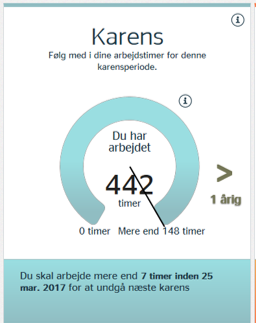 Karens
Følg med i dine arbejdstimer for denne
karensperiode.
Du har
arbejdet
442
timer
>
1 årig
0 timer
Mere end 148 timer
Du skal arbejde mere end 7 timer inden 25
mar. 2017 for at undgå næste karens